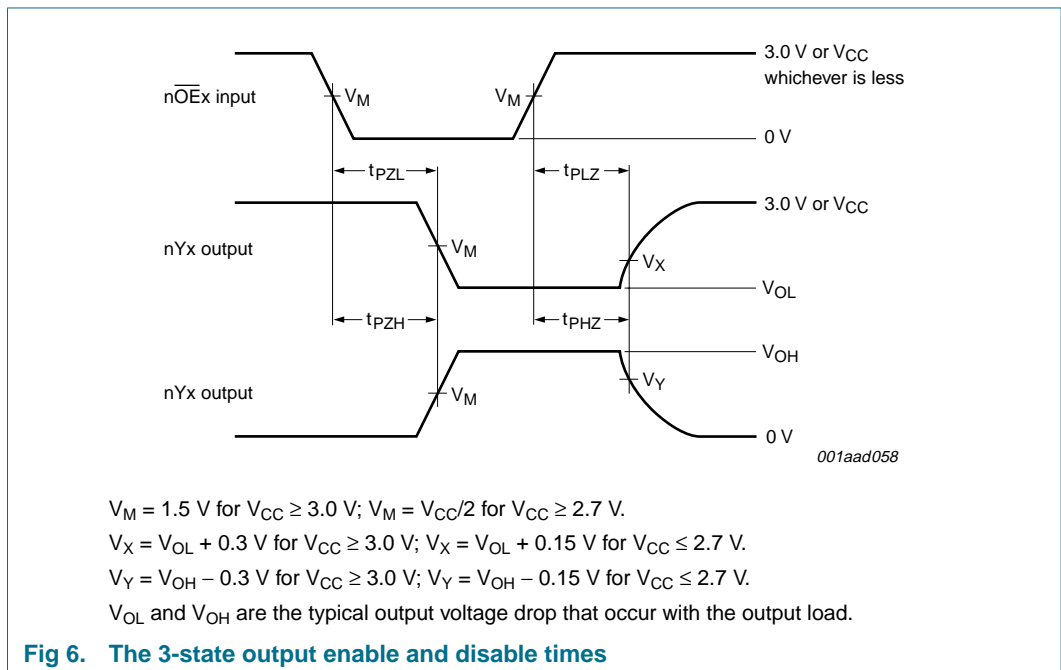 3.0 V or VCC
whichever is less
nOEx input
VM
VM
0 V
tPZL
tPLZ
3.0 V or VCC
nYx output
VM
VX
VOL
tPZH
tPHZ
VOH
nYx output
VM
VY
0 V
001aad058
VM = 1.5 V for VCC ≥ 3.0 V; VM = VCC/2 for VCC ≥ 2.7 V.
VX = VOL + 0.3 V for VCC ≥ 3.0 V; VX = VOL + 0.15 V for VCC ≤ 2.7 V.
VY = VOH − 0.3 V for VCC ≥ 3.0 V; VY = VOH − 0.15 V for VCC ≤ 2.7 V.
VOL and VOH are the typical output voltage drop that occur with the output load.
Fig 6. The 3-state output enable and disable times